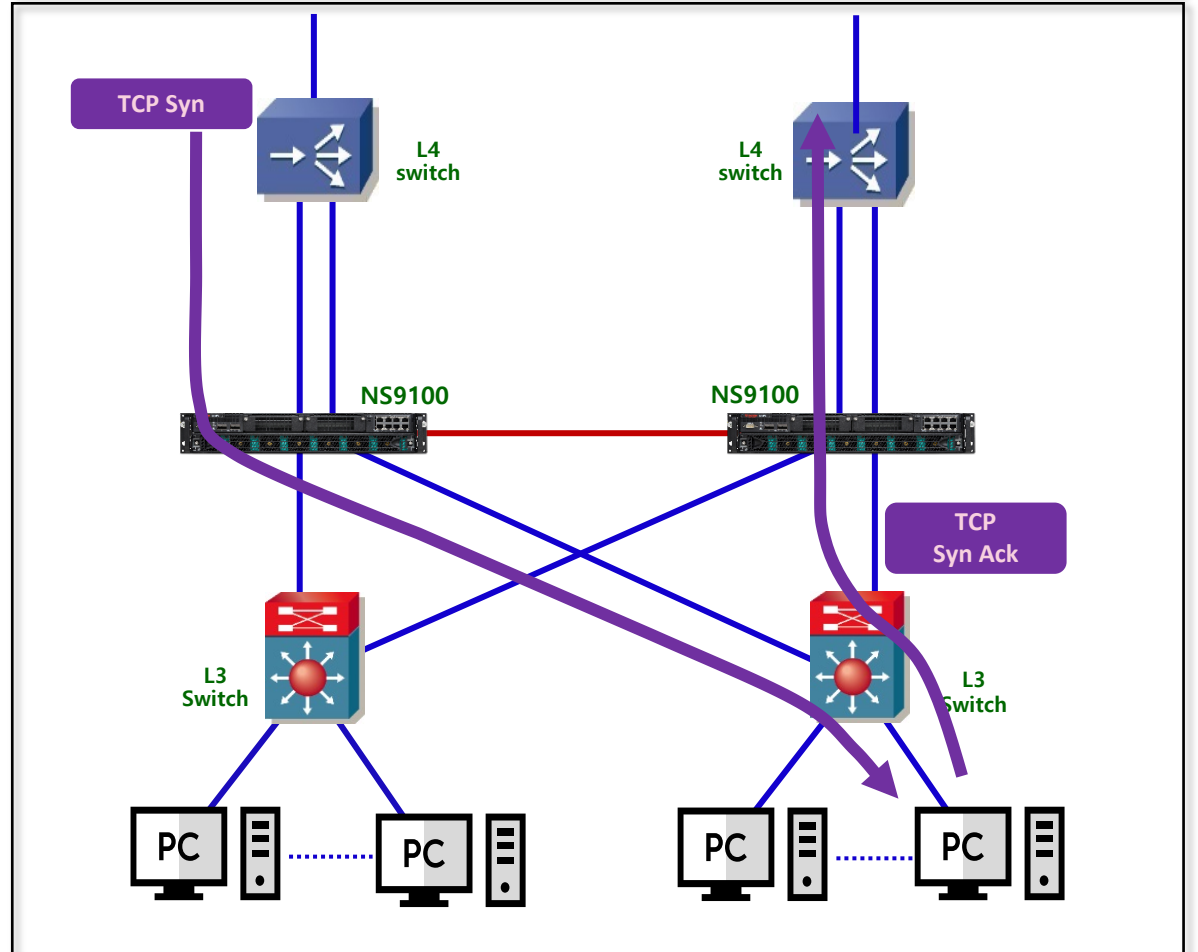 TCP Syn
L4
switch
L4
switch
NS9100
NS9100
TCP
Syn Ack
L3
Switch
L3
Switch
PC
PC
PC
PC